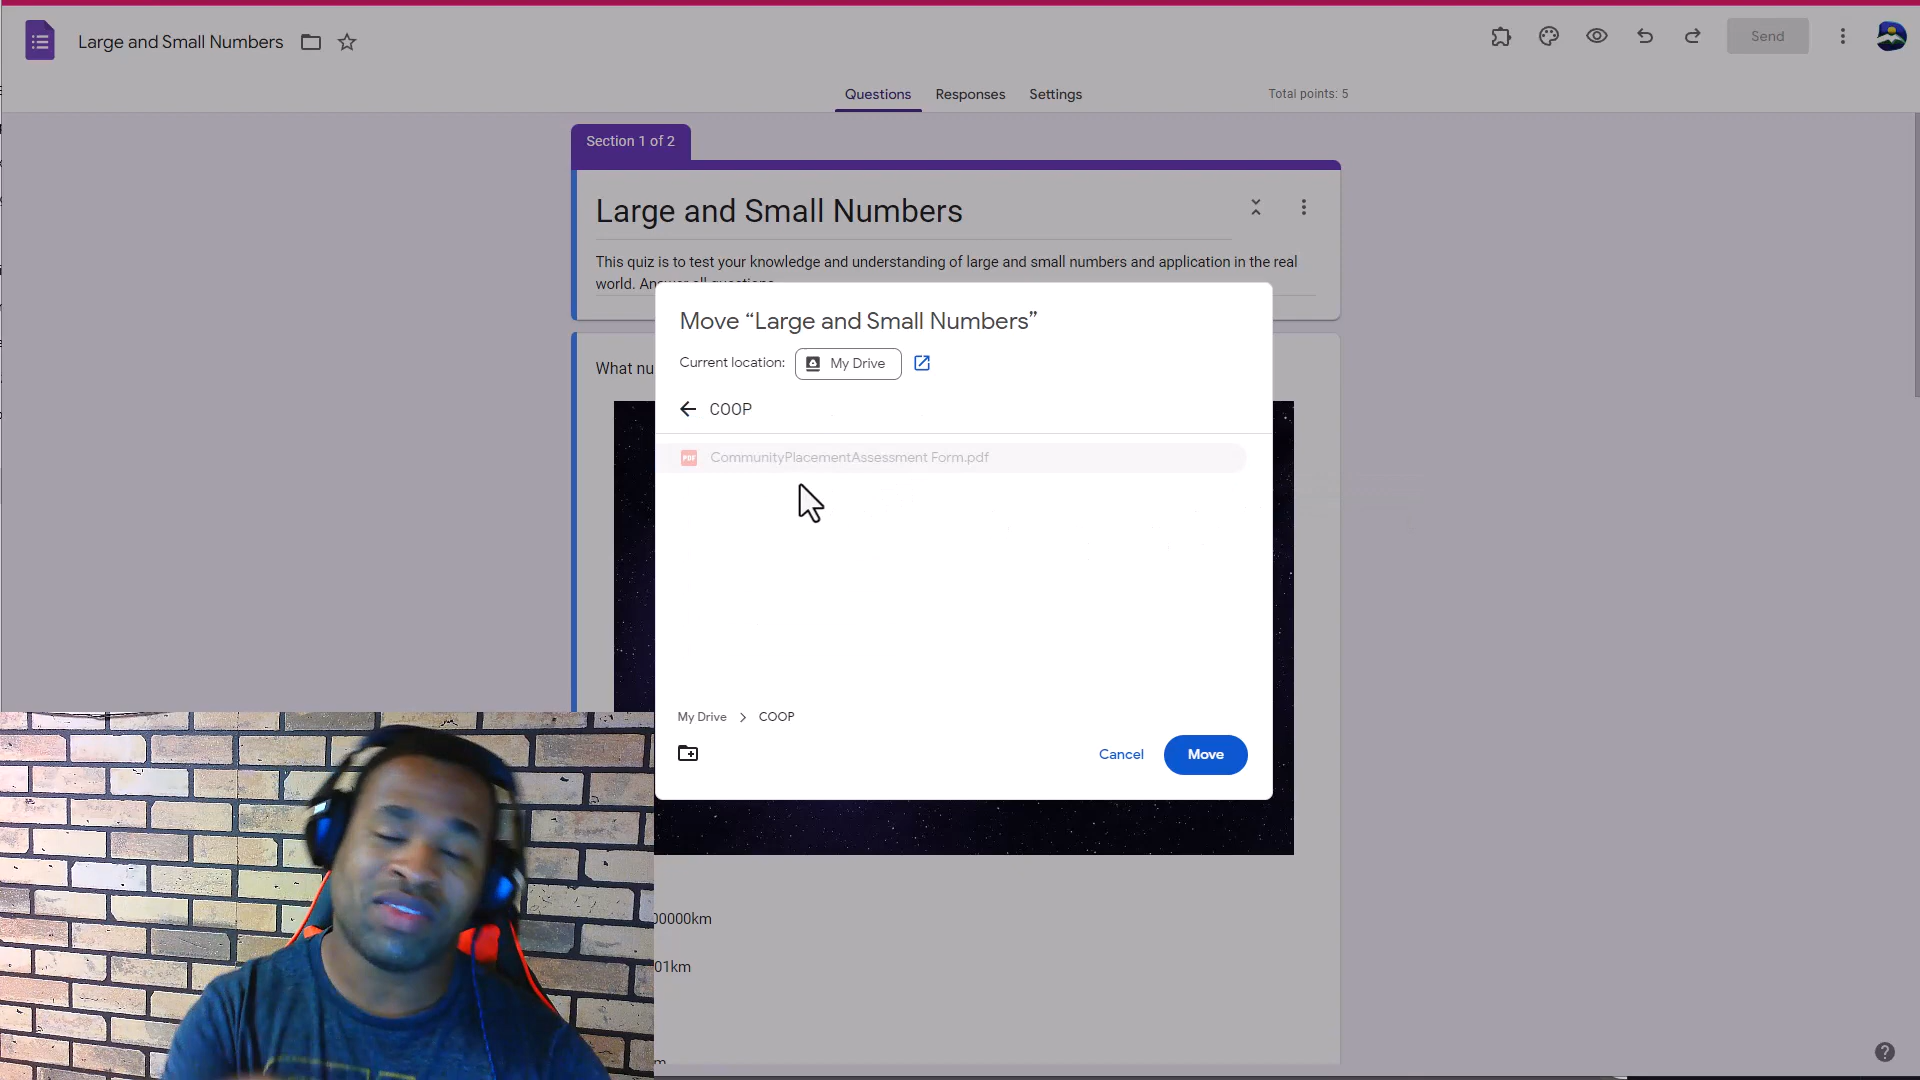 Large and Small Numbers
Send
Questions
Responses
Settings
Total points: 5
Section 1 of 2
Large and Small Numbers
This quiz is to test your knowledge and understanding of large and small numbers and application in the real
world.
Move “Large and Small Numbers”
Current location:
My Drive
What nu
COOP
PDF
CommunityPlacementAssessment Form.pdf
My Drive
COOP
Cancel
Move
00000km
01km
m